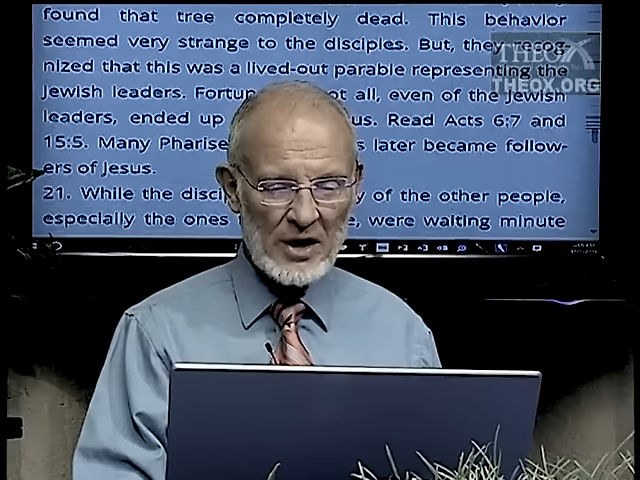 found that tree completely dead. This behavior
seemed very strange to the disciples. But, they recog-
nized that this was a lived-out parable representing the
Jewish leaders. Fortun ot all, even of the Jewish
leaders, ended up us. Read Acts 6:7 and
15:5. Many Pharise s later became follow-
ers of Jesus.
21. While the disci y of the other people,
especially the ones e, were waiting minute
THEOX
THEOX.ORG